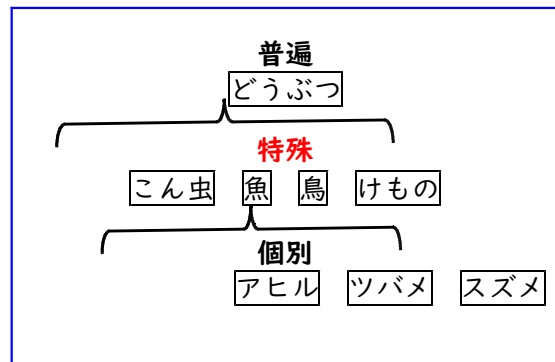 普遍
どうぶつ
特殊
こん虫 魚 鳥 けもの
個別
アヒル ツバメ スズメ